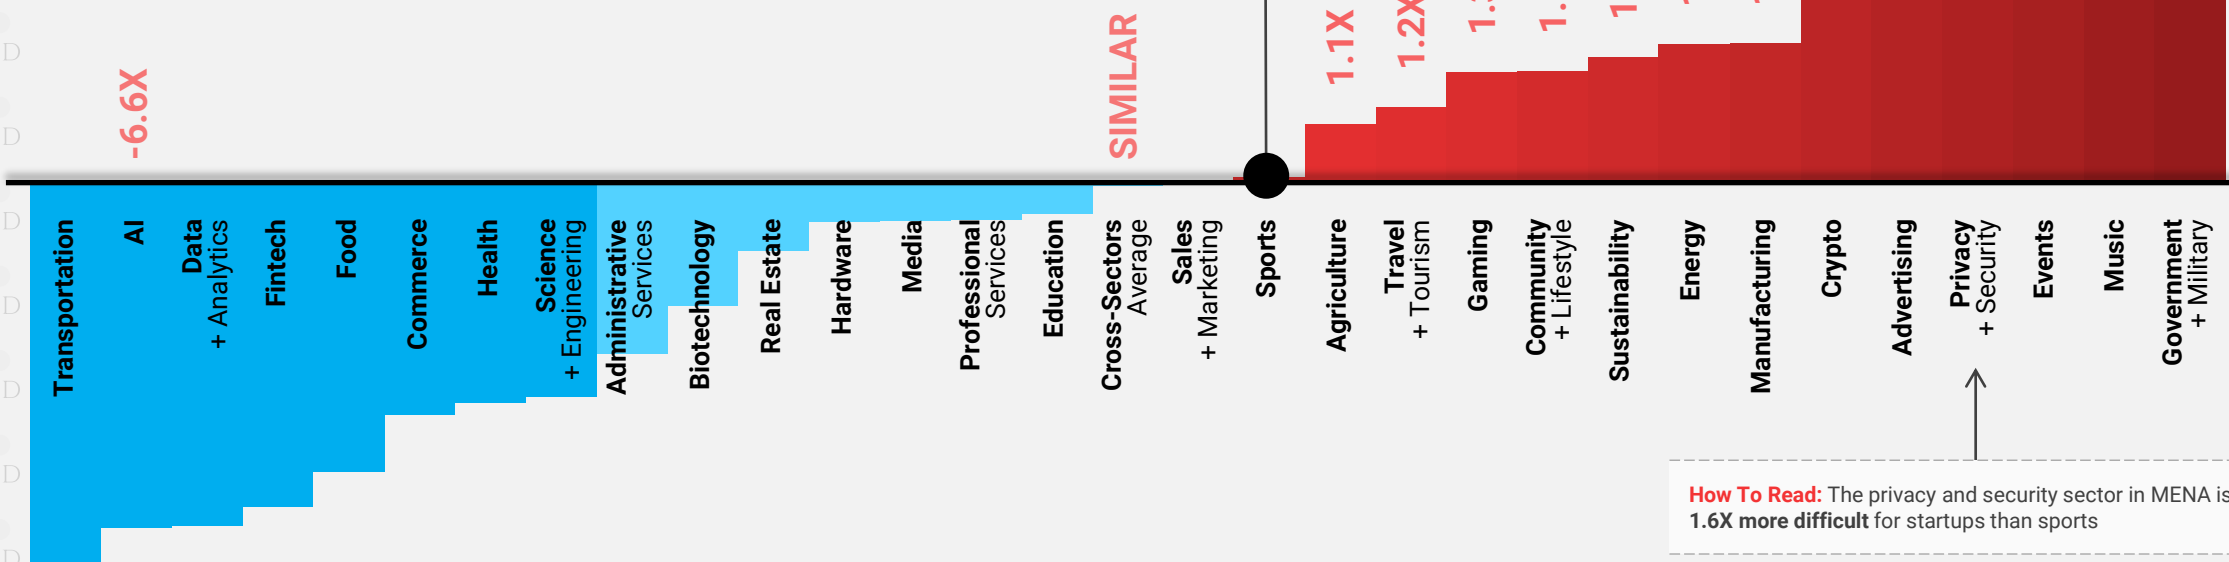 -6.6X
SIMILAR
1.1X
1.2X
Transportation
AI
Data
+ Analytics
Fintech
Food
Commerce
Health
Science
+ Engineering
Administrative
Services
Biotechnology
Real Estate
Hardware
Media
Professional
Services
Education
Cross-Sectors
Average
Sales
+ Marketing
Sports
Agriculture
Travel
+ Tourism
Gaming
Community
+ Lifestyle
Sustainability
Energy
Manufacturing
Crypto
Advertising
Privacy
+ Security
Events
Music
Government
+ Military
How To Read: The privacy and security sector in MENA is
1.6X more difficult for startups than sports